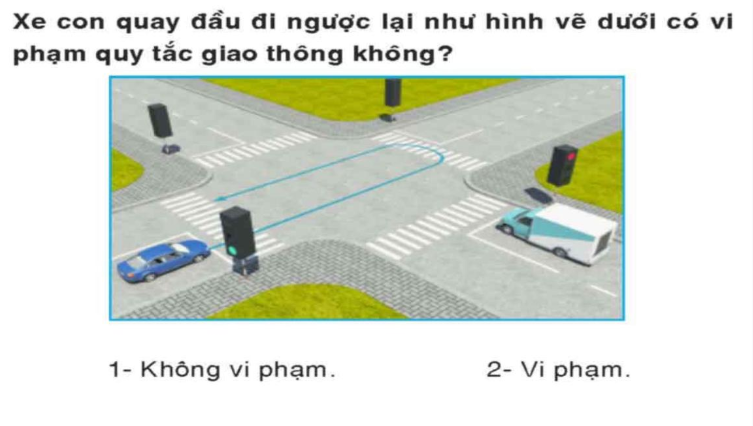 Xe con quay đầu đi ngược lại như hình vẽ dưới có vi
phạm quy tắc giao thông không?
1- Không vi phạm.
2- Vi phạm.